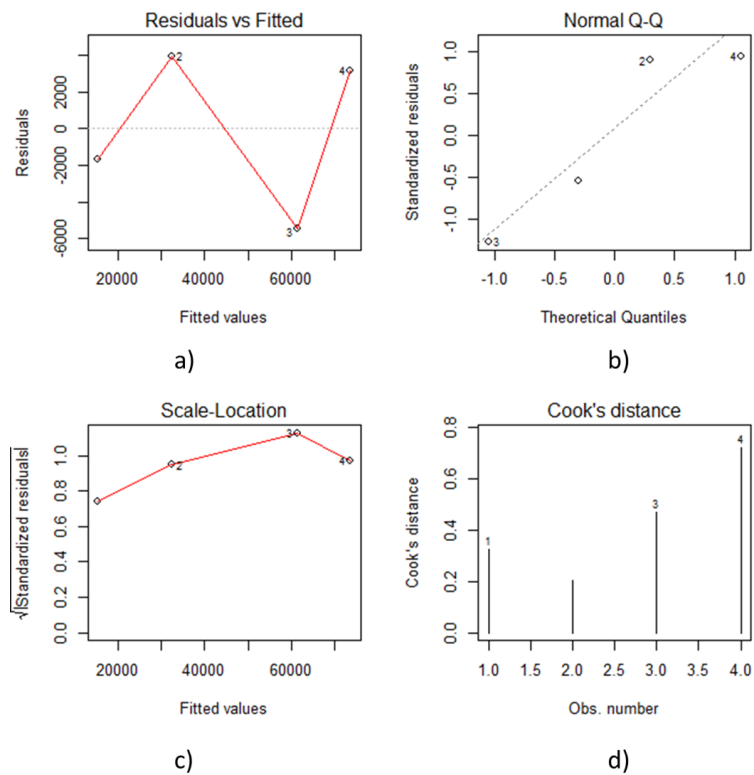 Residuals vs Fitted
Residuals
2000
0
-2000
-6000
2
4
3
20000 40000 60000
Fitted values
a)
Normal Q-Q
Standardized residuals
1.0
0.5
0.0
-0.5
-1.0
2
4
3
-1.0 -0.5 0.0 0.5 1.0
Theoretical Quantiles
b)
Scale-Location
√|Standardized residuals|
1.0
0.8
0.6
0.4
0.2
0.0
2
3
4
20000 40000 60000
Fitted values
c)
Cook's distance
Cook's distance
0.8
0.6
0.4
0.2
0.0
1
3
4
1.0 1.5 2.0 2.5 3.0 3.5 4.0
Obs. number
d)